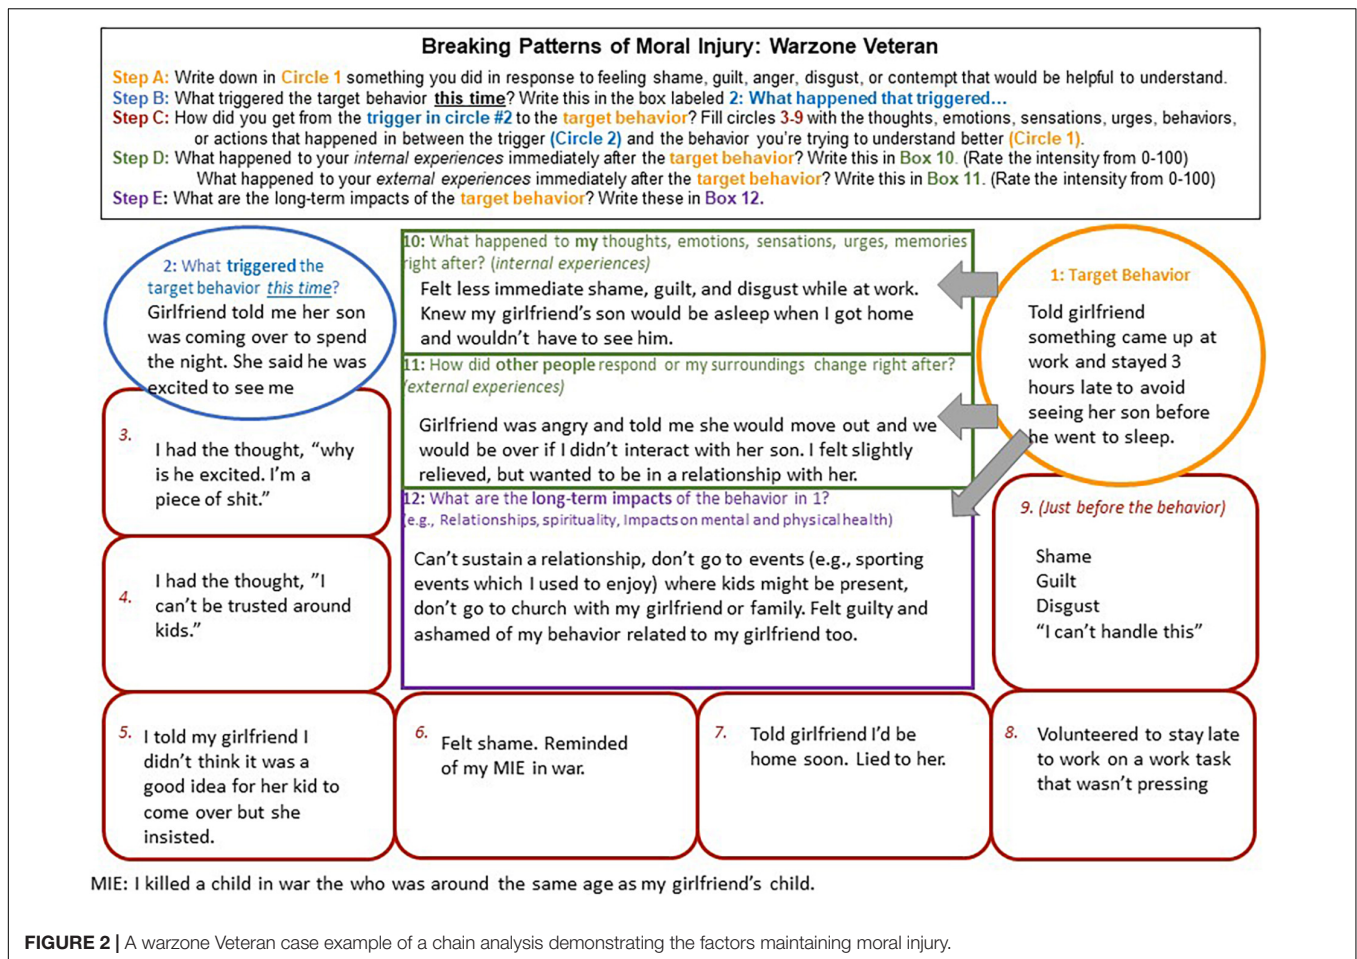 Breaking Patterns of Moral Injury: Warzone Veteran
Step A: Write down in Circle 1 something you did in response to feeling shame, guilt, anger, disgust, or contempt that would be helpful to understand.
Step B: What triggered the target behavior this time? Write this in the box labeled 2: What happened that triggered...
Step C: How did you get from the trigger in circle #2 to the target behavior? Fill circles 3-9 with the thoughts, emotions, sensations, urges, behaviors,
or actions that happened in between the trigger (Circle 2) and the behavior you're trying to understand better (Circle 1).
Step D: What happened to your internal experiences immediately after the target behavior? Write this in Box 10. (Rate the intensity from 0-100)
What happened to your external experiences immediately after the target behavior? Write this in Box 11. (Rate the intensity from 0-100)
Step E: What are the long-term impacts of the target behavior? Write these in Box 12.
1: Target Behavior
Told girlfriend
something came up at
work and stayed 3
hours late to avoid
seeing her son before
he went to sleep.
2: What triggered the
target behavior this time?
Girlfriend told me her son
was coming over to spend
the night. She said he was
excited to see me
3.
I had the thought, "why
is he excited. I'm a
piece of shit."
4.
I had the thought, "I
can't be trusted around
kids."
5.
I told my girlfriend I
didn't think it was a
good idea for her kid to
come over but she
insisted.
6.
Felt shame. Reminded
of my MIE in war.
7.
Told girlfriend I'd be
home soon. Lied to her.
8.
Volunteered to stay late
to work on a work task
that wasn't pressing
9. (Just before the behavior)
Shame
Guilt
Disgust
"I can't handle this"
10: What happened to my thoughts, emotions, sensations, urges, memories
right after? (internal experiences)
Felt less immediate shame, guilt, and disgust while at work.
Knew my girlfriend's son would be asleep when I got home
and wouldn't have to see him.
11: How did other people respond or my surroundings change right after?
(external experiences)
Girlfriend was angry and told me she would move out and we
would be over if I didn't interact with her son. I felt slightly
relieved, but wanted to be in a relationship with her.
12: What are the long-term impacts of the behavior in 1?
(e.g., Relationships, spirituality, Impacts on mental and physical health)
Can't sustain a relationship, don't go to events (e.g., sporting
events which I used to enjoy) where kids might be present,
don't go to church with my girlfriend or family. Felt guilty and
ashamed of my behavior related to my girlfriend too.
MIE: I killed a child in war the who was around the same age as my girlfriend's child.
FIGURE 2 | A warzone Veteran case example of a chain analysis demonstrating the factors maintaining moral injury.